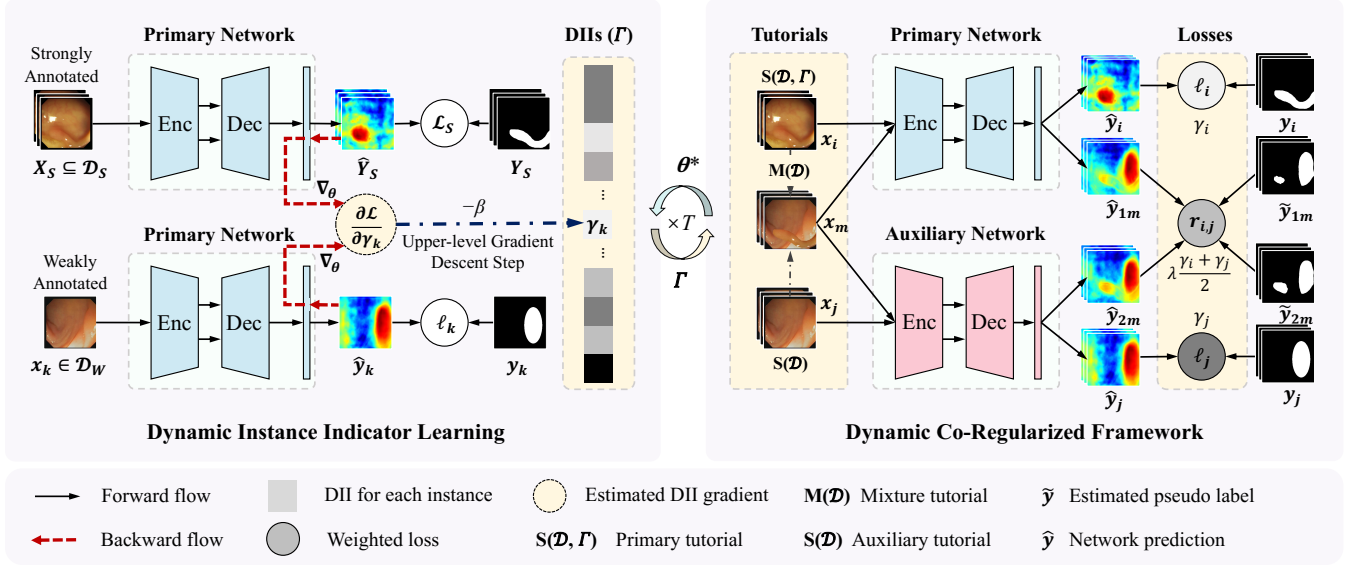 Primary Network
DIIs (Γ)
Strongly
Annotated
Enc
Dec
ℒ_S
X_S ⊆ 𝒟_S
Ŷ_S
Y_S
∇_θ
∂ℒ
∂γ_k
−β
Upper-level Gradient
Descent Step
...
γ_k
...
Primary Network
∇_θ
Weakly
Annotated
Enc
Dec
ℓ_k
x_k ∈ 𝒟_W
ŷ_k
y_k
Dynamic Instance Indicator Learning
θ*
×T
Γ
Tutorials
Primary Network
Losses
S(𝒟, Γ)
x_i
Enc
Dec
ŷ_i
ℓ_i
γ_i
y_i
M(𝒟)
x_m
ŷ_1m
r_i,j
ỹ_1m
Auxiliary Network
λ (γ_i + γ_j)/2
x_j
Enc
Dec
ŷ_2m
ỹ_2m
S(𝒟)
γ_j
ℓ_j
ŷ_j
y_j
Dynamic Co-Regularized Framework
Forward flow
DII for each instance
Estimated DII gradient
M(𝒟) Mixture tutorial
ỹ Estimated pseudo label
Backward flow
Weighted loss
S(𝒟, Γ) Primary tutorial
S(𝒟) Auxiliary tutorial
ŷ Network prediction